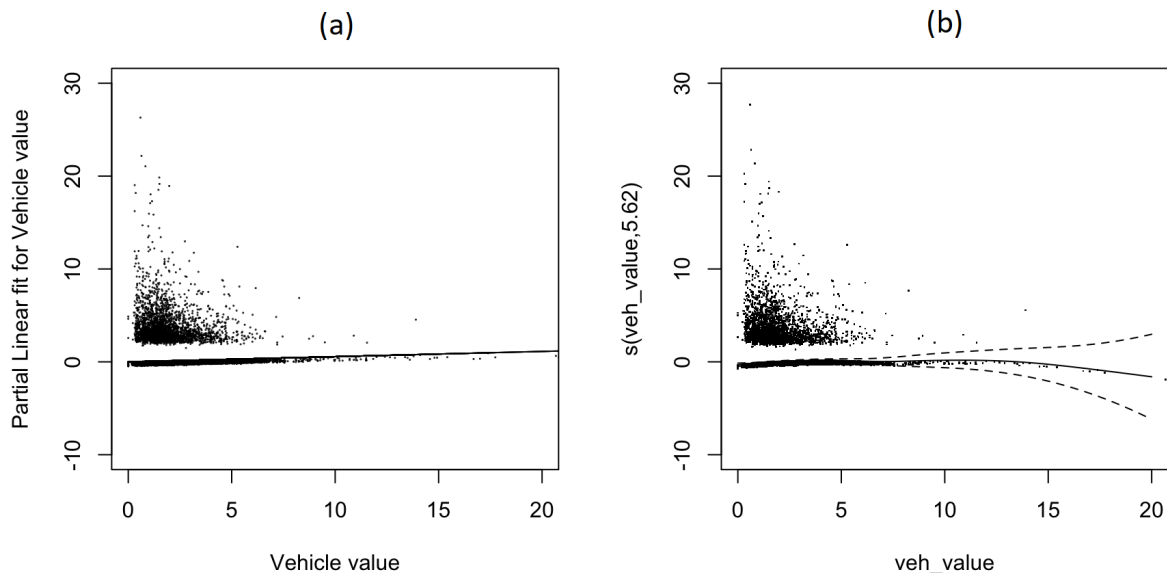 (a)
Partial Linear fit for Vehicle value
30
20
10
0
-10
0 5 10 15 20
Vehicle value
(b)
s(veh_value,5.62)
30
20
10
0
-10
0 5 10 15 20
veh_value